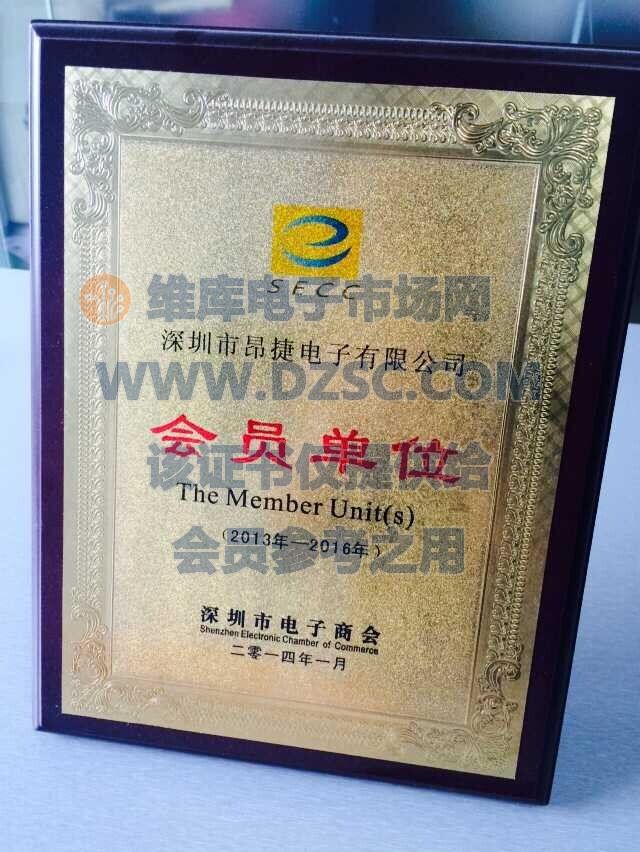 SECC
维库电子市场网
深圳市昂捷电子有限公司
WWW.DZSC.COM
会员单位
该证书仅提供给
The Member Unit(s)
(2013年—2016年)
会员参考之用
深圳市电子商会
Shenzhen Electronic Chamber of Commerce
二零一四年一月